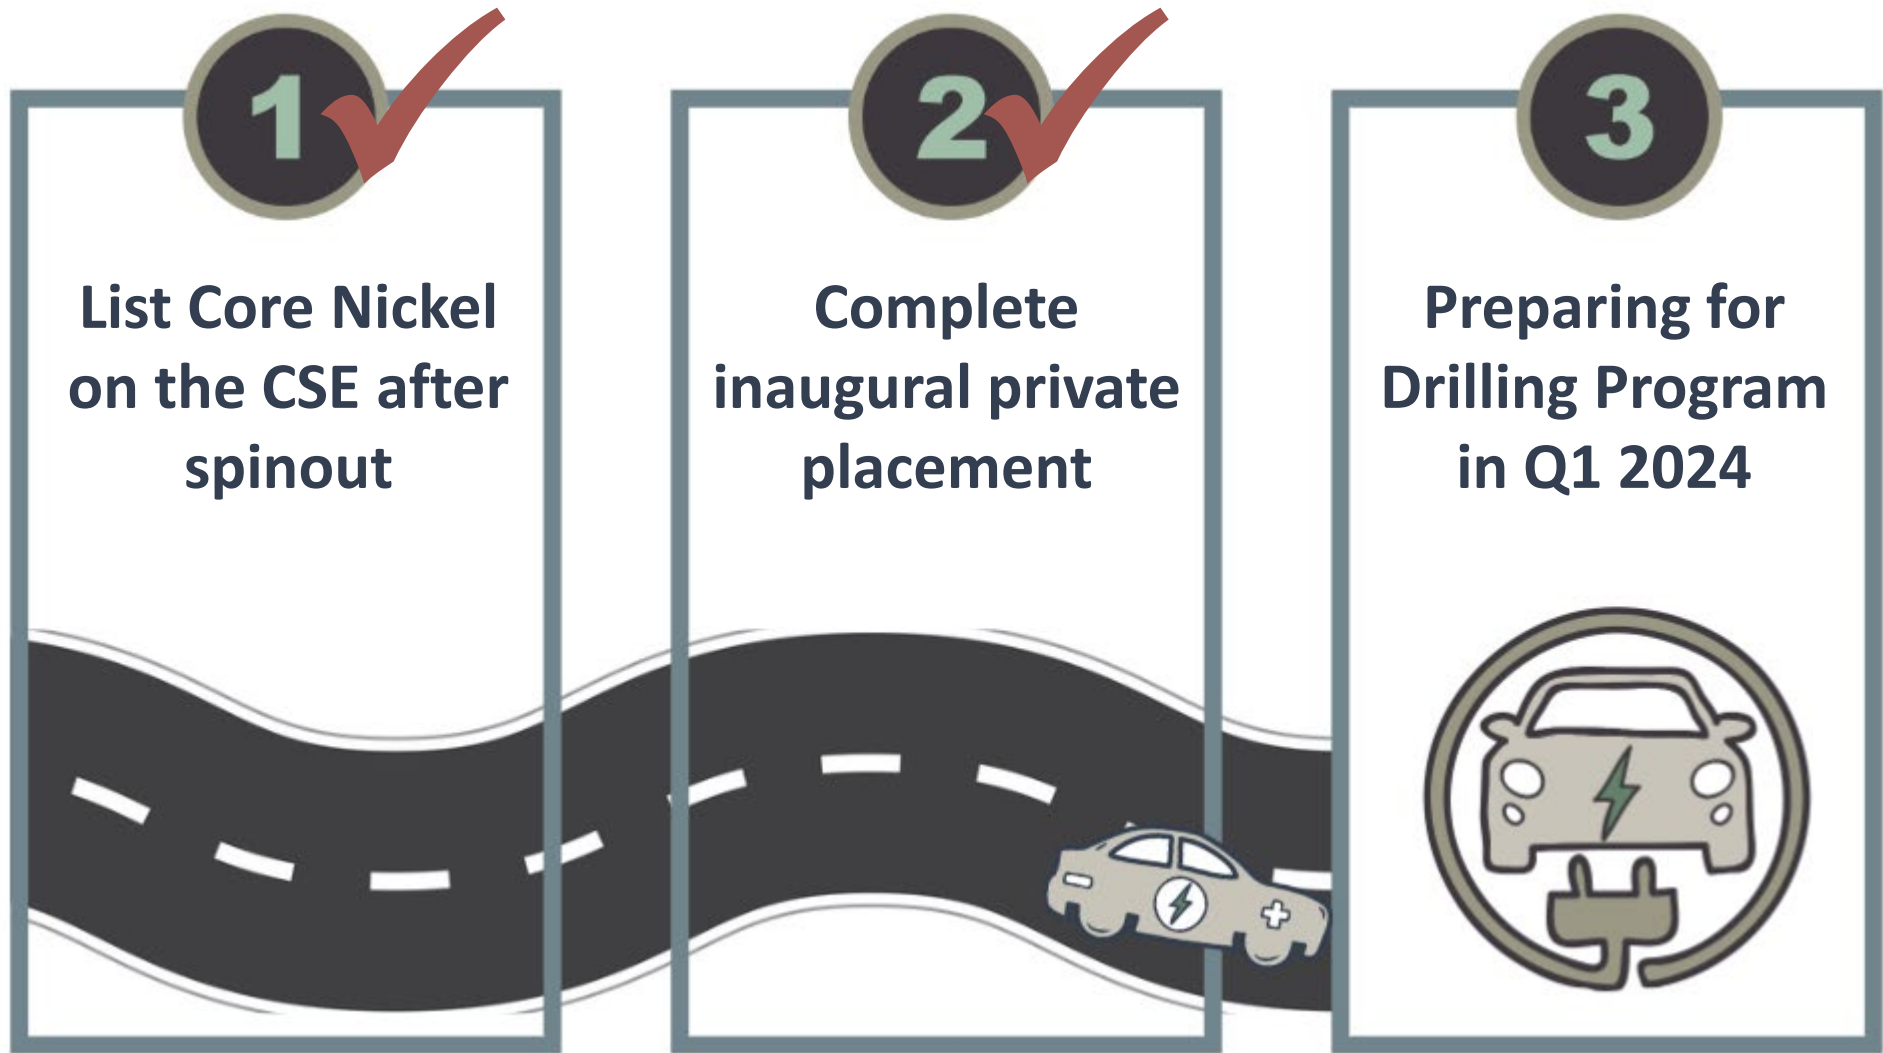 1
List Core Nickel
on the CSE after
spinout
2
Complete
inaugural private
placement
3
Preparing for
Drilling Program
in Q1 2024